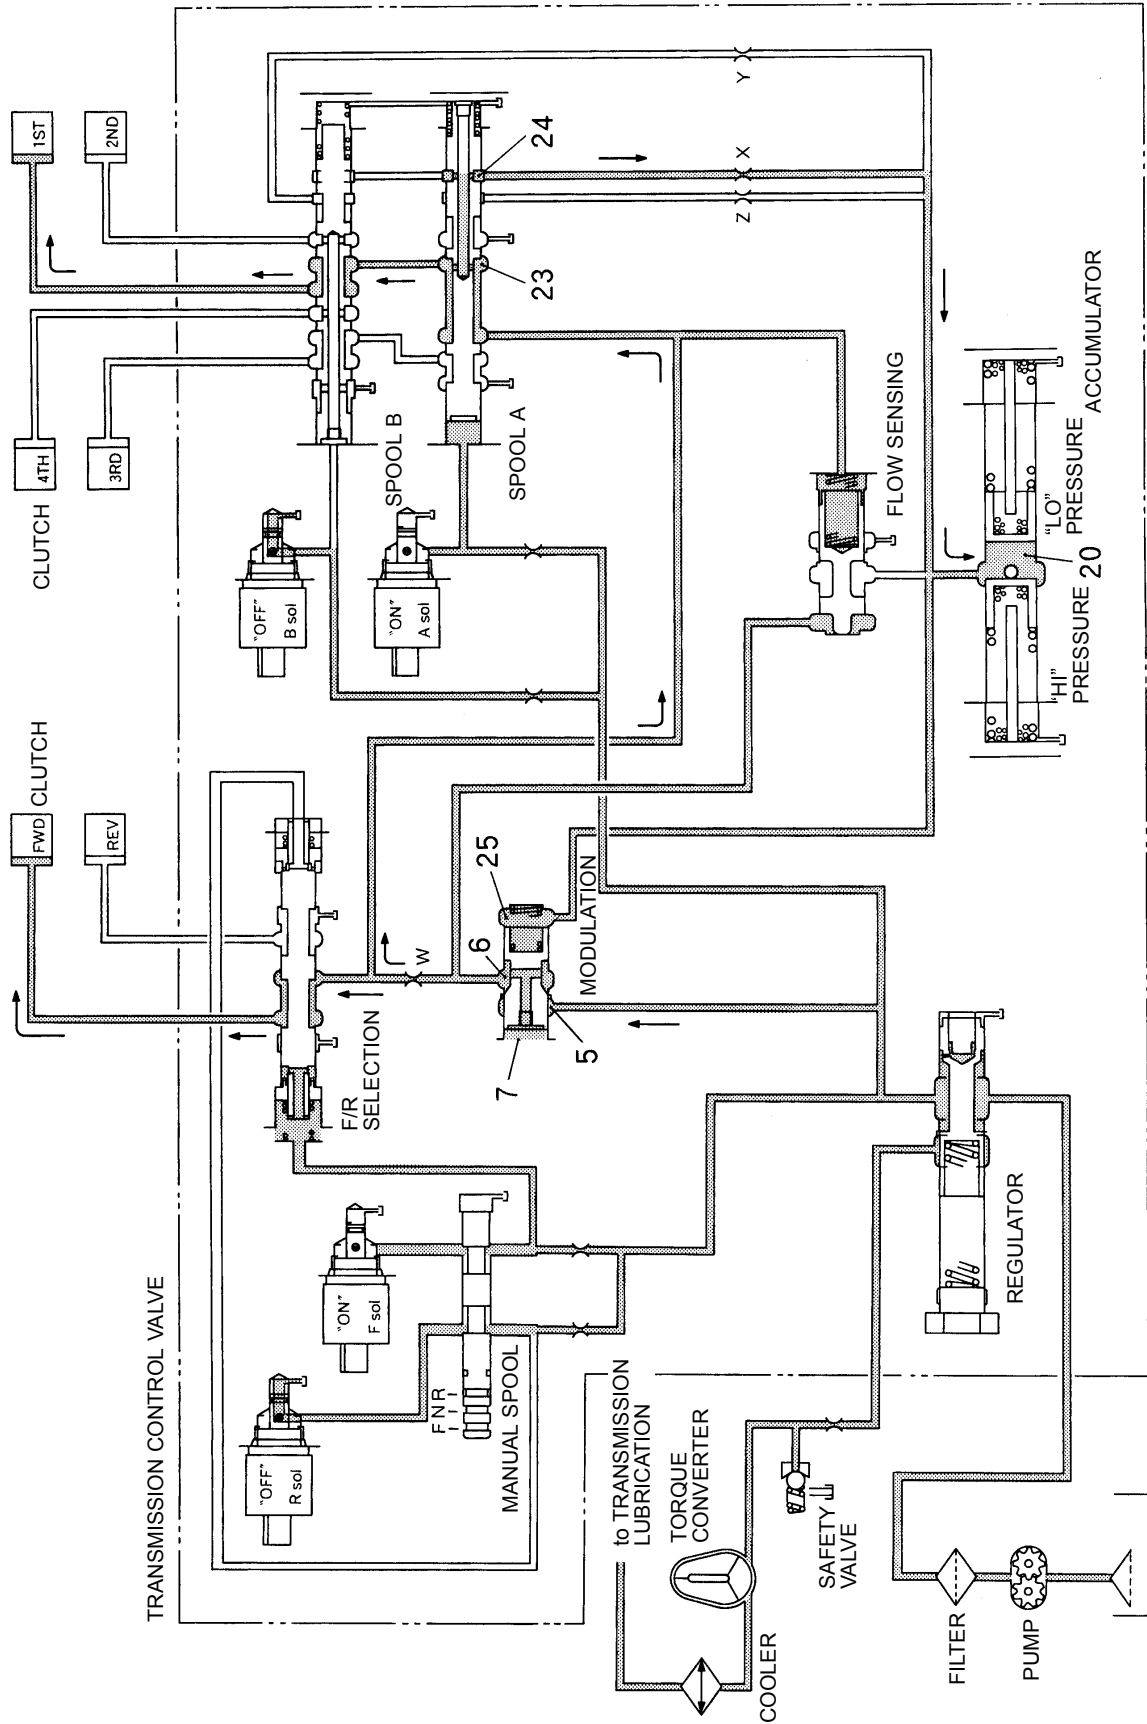 TRANSMISSION CONTROL VALVE
CLUTCH
4TH
3RD
1ST
2ND
FWD CLUTCH
REV
"OFF"
B sol
SPOOL B
"ON"
A sol
SPOOL A
24
23
Y
X
Z
FLOW SENSING
"LO"
PRESSURE
ACCUMULATOR
"HI"
PRESSURE
20
F/R
SELECTION
W
25
6
5
7
MODULATION
"ON"
F sol
"OFF"
R sol
F N R
MANUAL SPOOL
REGULATOR
to TRANSMISSION
LUBRICATION
TORQUE
CONVERTER
COOLER
SAFETY
VALVE
FILTER
PUMP